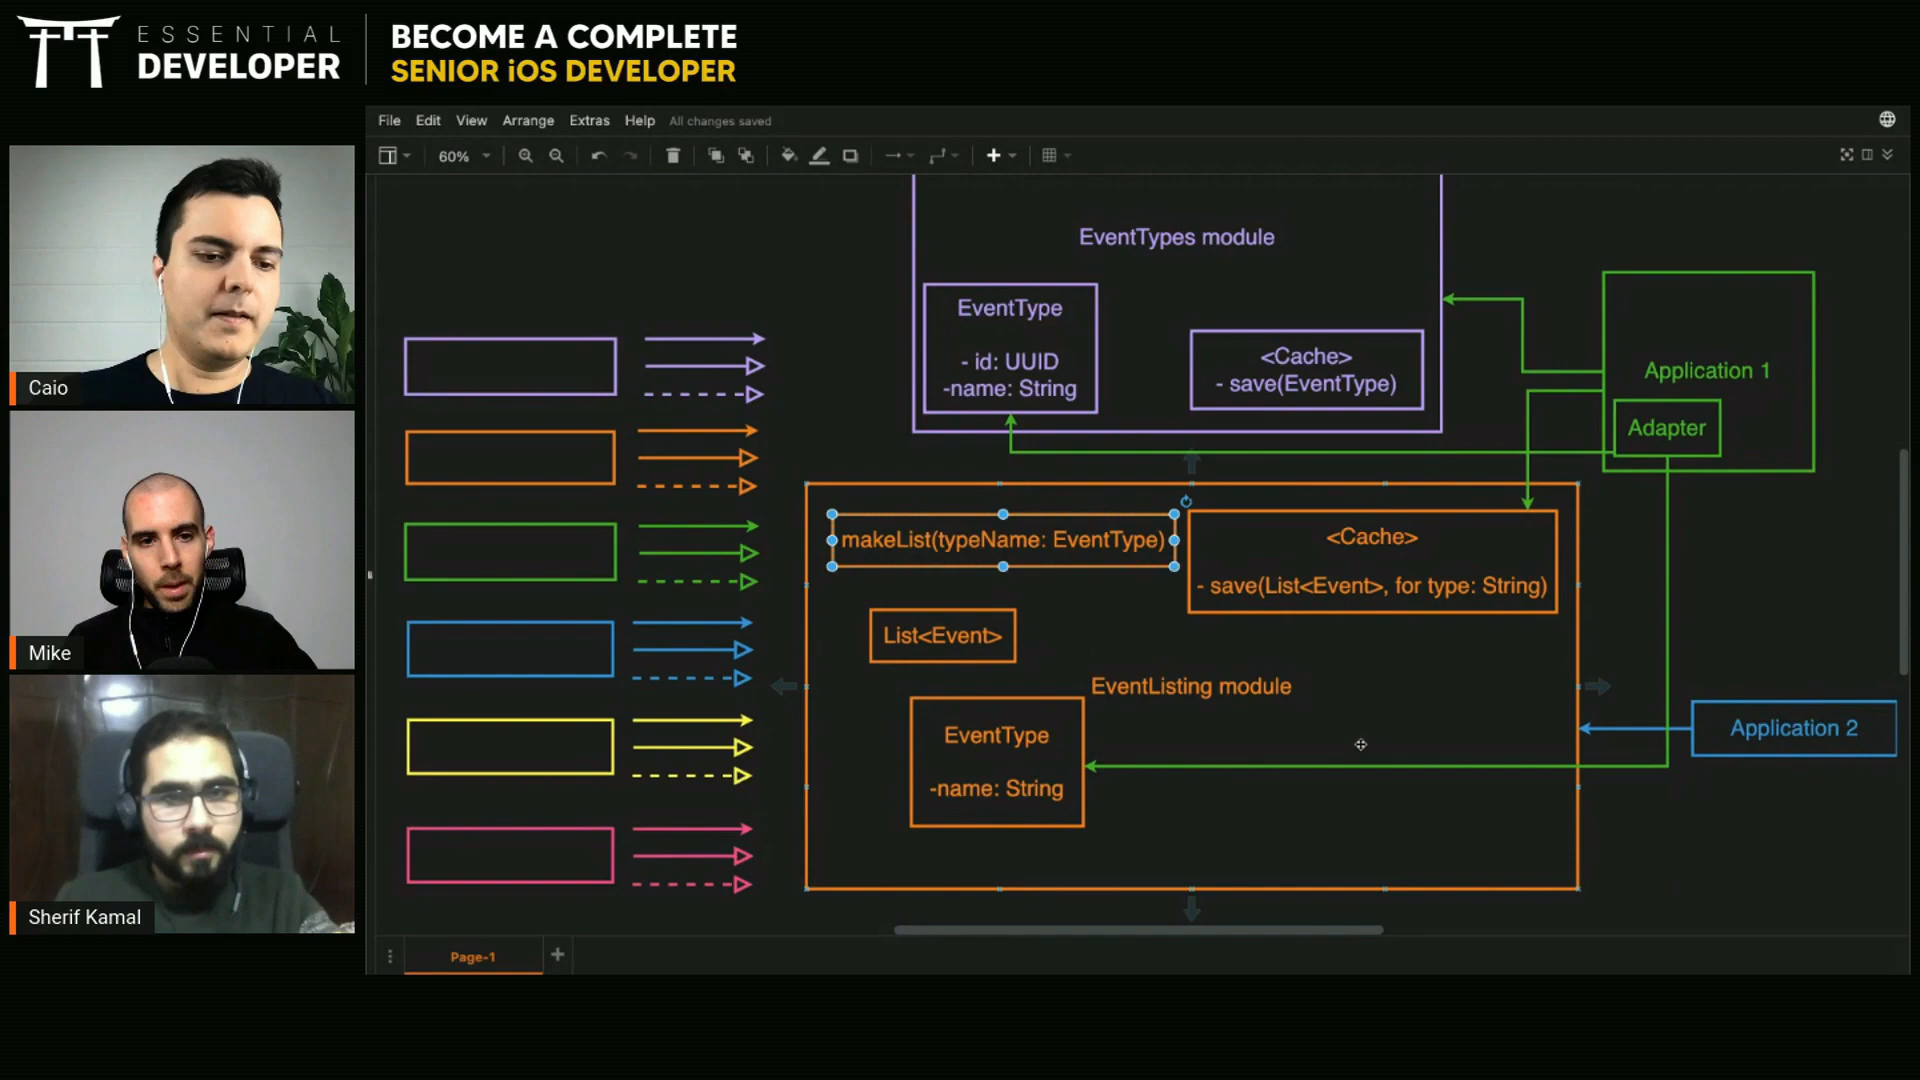 ESSENTIAL
DEVELOPER
BECOME A COMPLETE
SENIOR iOS DEVELOPER
File Edit View Arrange Extras Help All changes saved
60%
Caio
Mike
Sherif Kamal
EventTypes module
EventType
- id: UUID
-name: String
<Cache>
- save(EventType)
Application 1
Adapter
makeList(typeName: EventType)
<Cache>
- save(List<Event>, for type: String)
List<Event>
EventListing module
EventType
-name: String
Application 2
Page-1